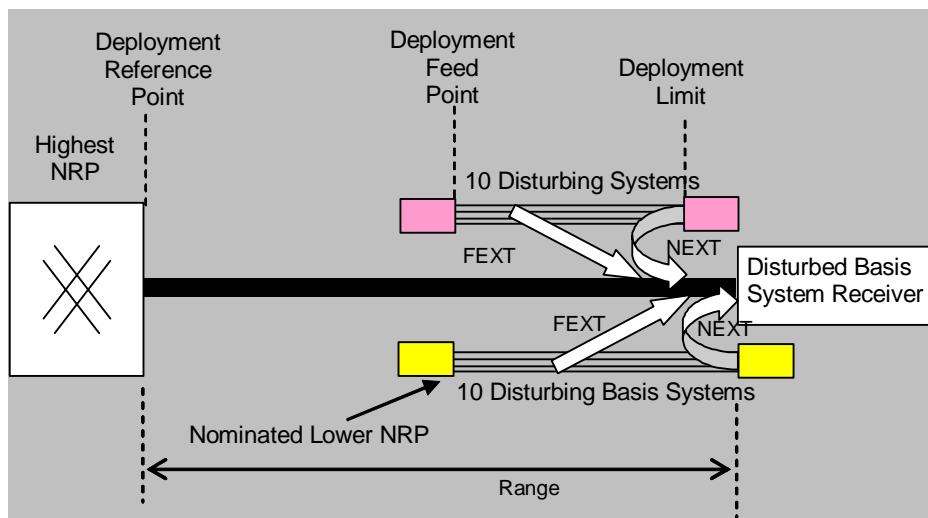 Deployment
Reference
Point
Deployment
Feed
Point
Deployment
Limit
Highest
NRP
10 Disturbing Systems
FEXT
NEXT
Disturbed Basis
System Receiver
FEXT
NEXT
10 Disturbing Basis Systems
Nominated Lower NRP
Range